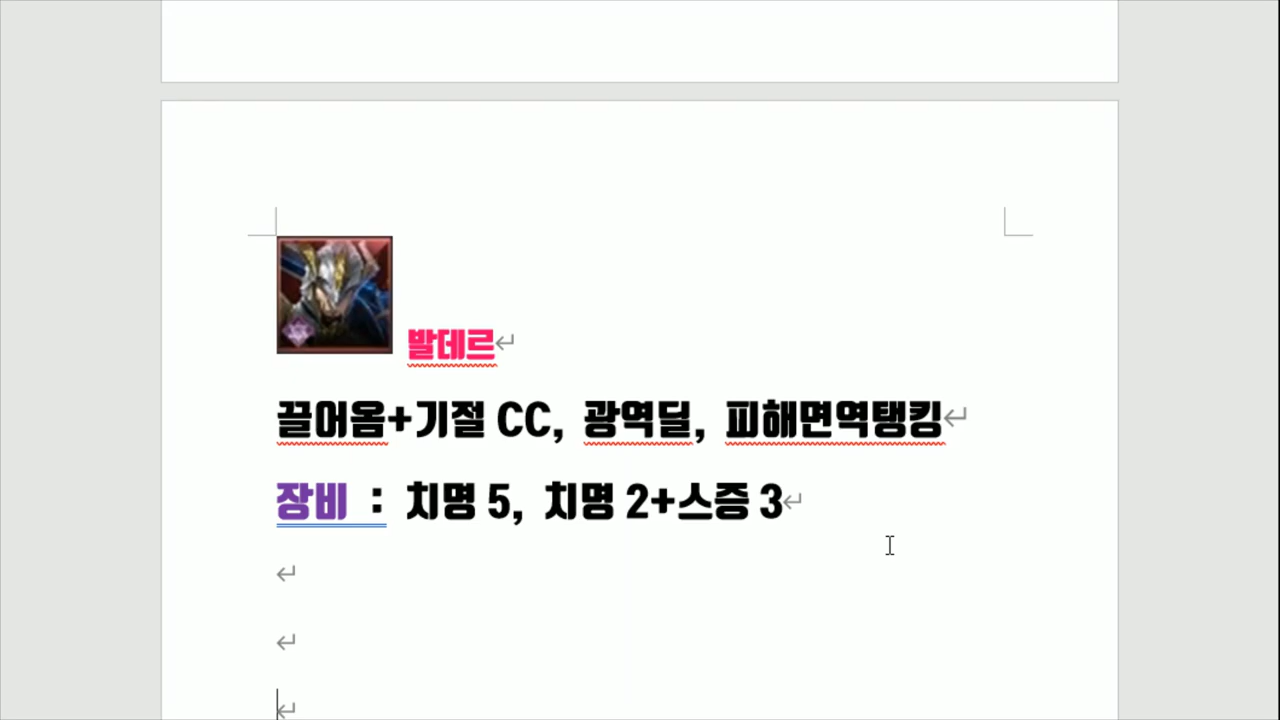 발데르
끌어옴+기절 CC, 광역딜, 피해면역탱킹
장비 : 치명 5, 치명 2+스증 3